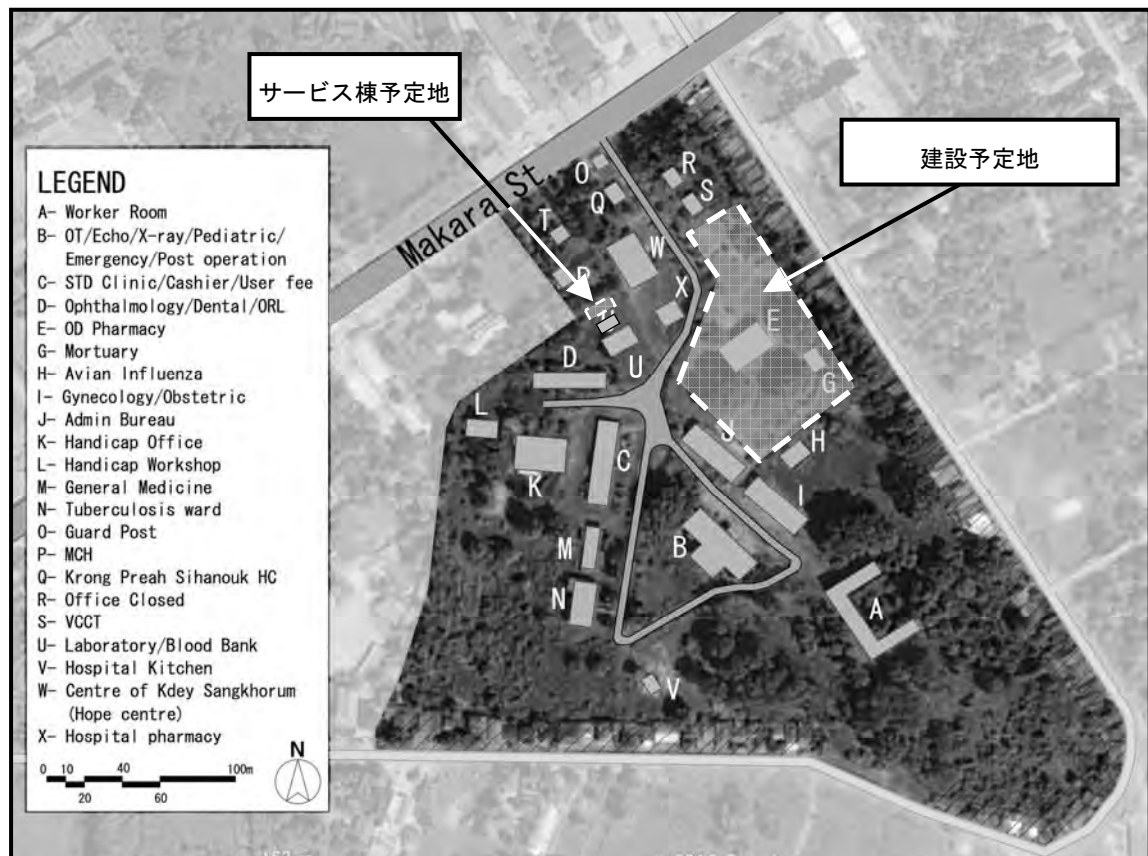 サービス棟予定地
建設予定地
Makara St.
LEGEND
A- Worker Room
B- OT/Echo/X-ray/Pediatric/
Emergency/Post operation
C- STD Clinic/Cashier/User fee
D- Ophthalmology/Dental/ORL
E- OD Pharmacy
G- Mortuary
H- Avian Influenza
I- Gynecology/Obstetric
J- Admin Bureau
K- Handicap Office
L- Handicap Workshop
M- General Medicine
N- Tuberculosis ward
O- Guard Post
P- MCH
Q- Krong Preah Sihanouk HC
R- Office Closed
S- VCCT
U- Laboratory/Blood Bank
V- Hospital Kitchen
W- Centre of Kdey Sangkhorum
(Hope centre)
X- Hospital pharmacy
N
0 10 40 100m
20 60
O
R
Q
S
T
W
P
X
E
U
G
D
L
J
H
C
K
I
M
B
N
A
V